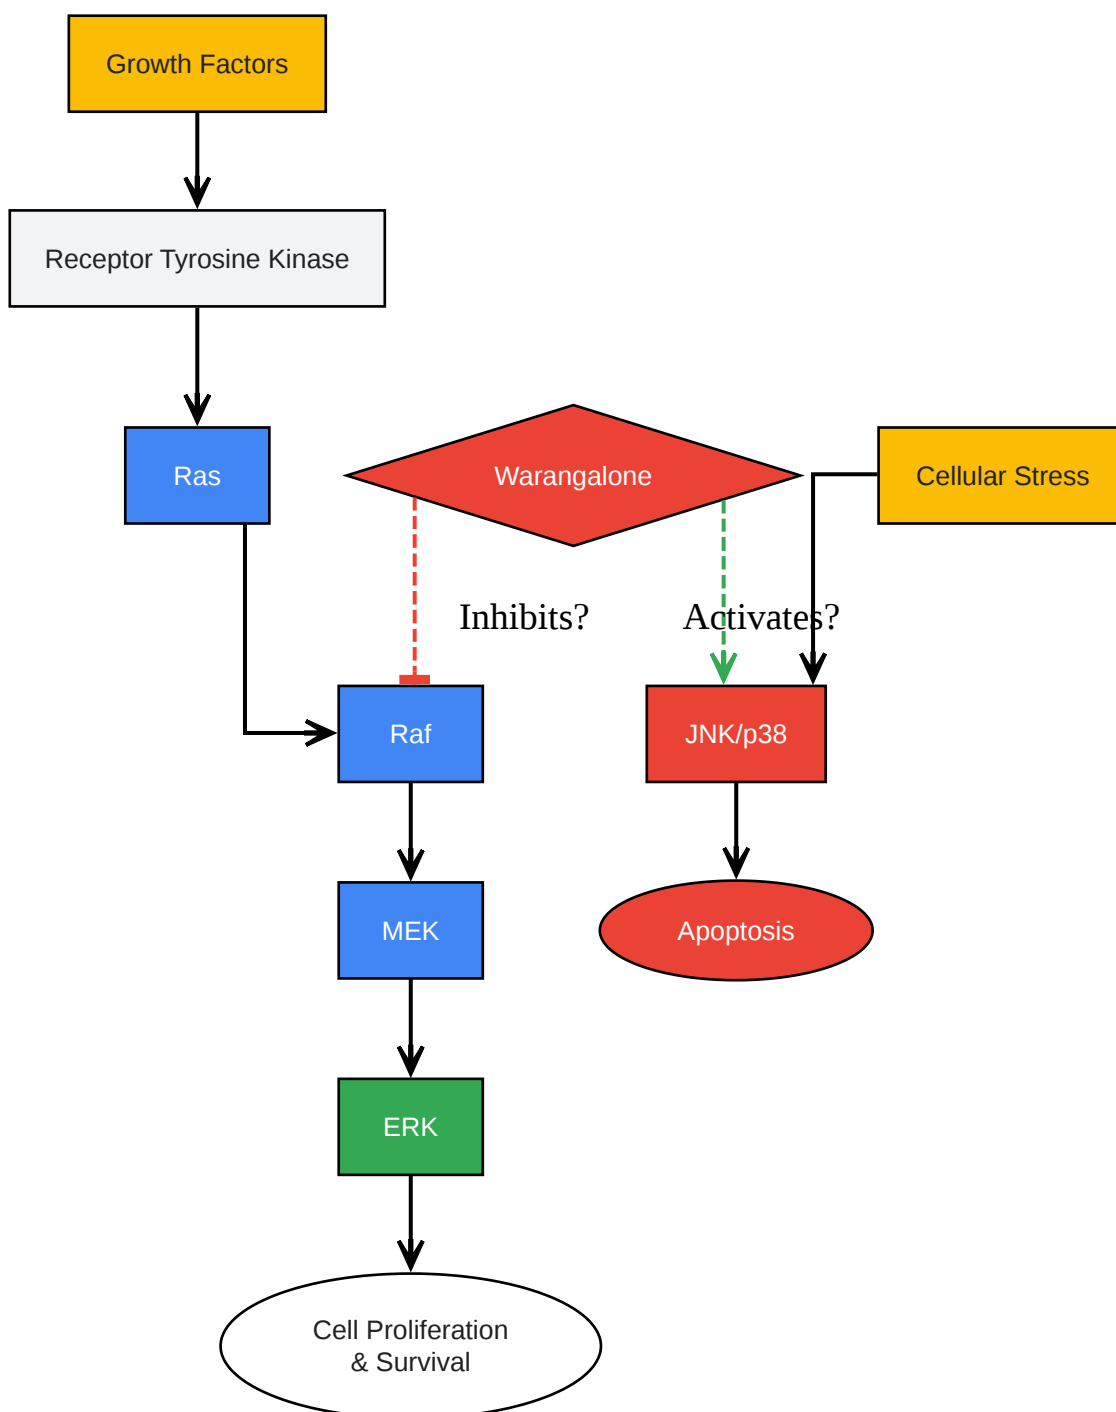 Growth Factors
Receptor Tyrosine Kinase
Ras
Warangalone
Cellular Stress
Inhibits?
Activates?
Raf
JNK/p38
MEK
Apoptosis
ERK
Cell Proliferation
& Survival